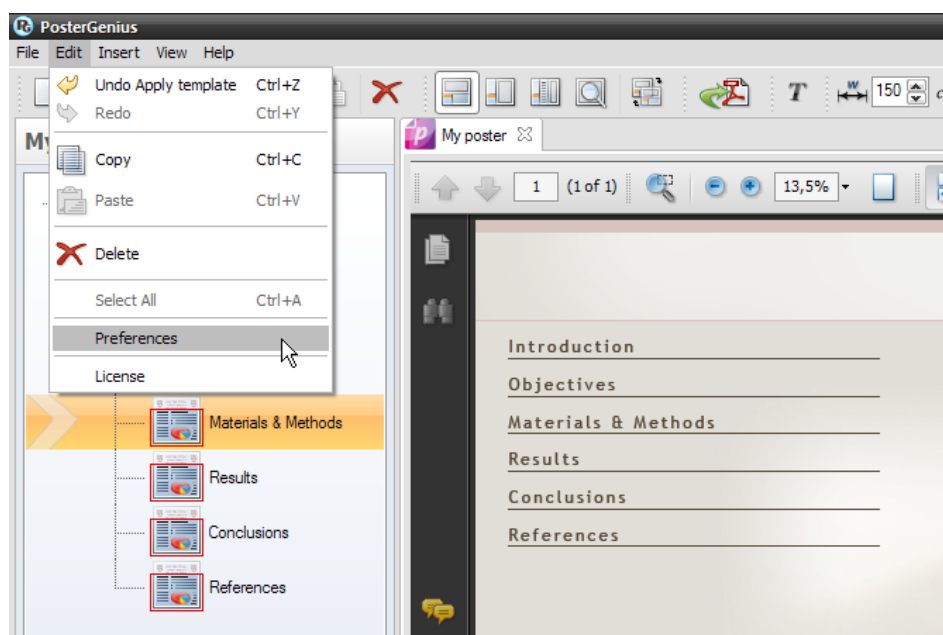 PosterGenius
File Edit Insert View Help
Undo Apply template Ctrl+Z
Redo Ctrl+Y
Copy Ctrl+C
Paste Ctrl+V
Delete
Select All Ctrl+A
Preferences
License
Materials & Methods
Results
Conclusions
References
T W 150
My poster
1 (1 of 1) 13,5%
Introduction
Objectives
Materials & Methods
Results
Conclusions
References